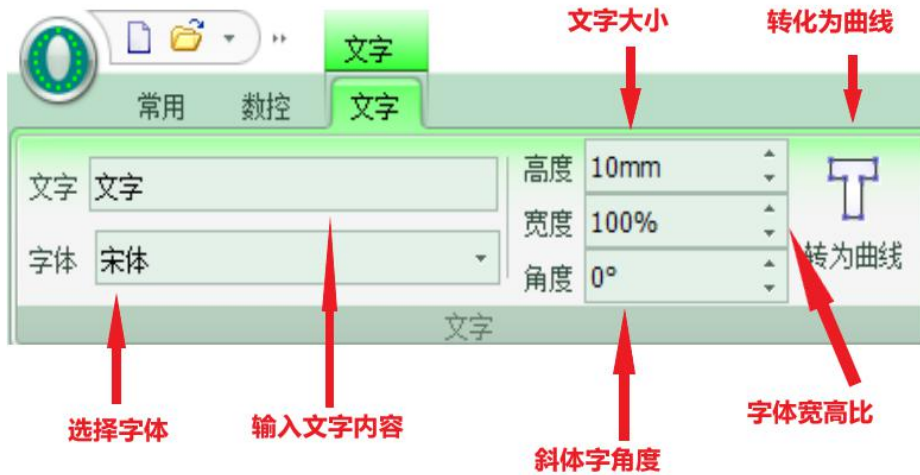 文字大小
转化为曲线
文字
常用
数控
文字
文字 文字
高度 10mm
宽度 100%
转为曲线
字体 宋体
角度 0°
文字
选择字体
输入文字内容
字体宽高比
斜体字角度